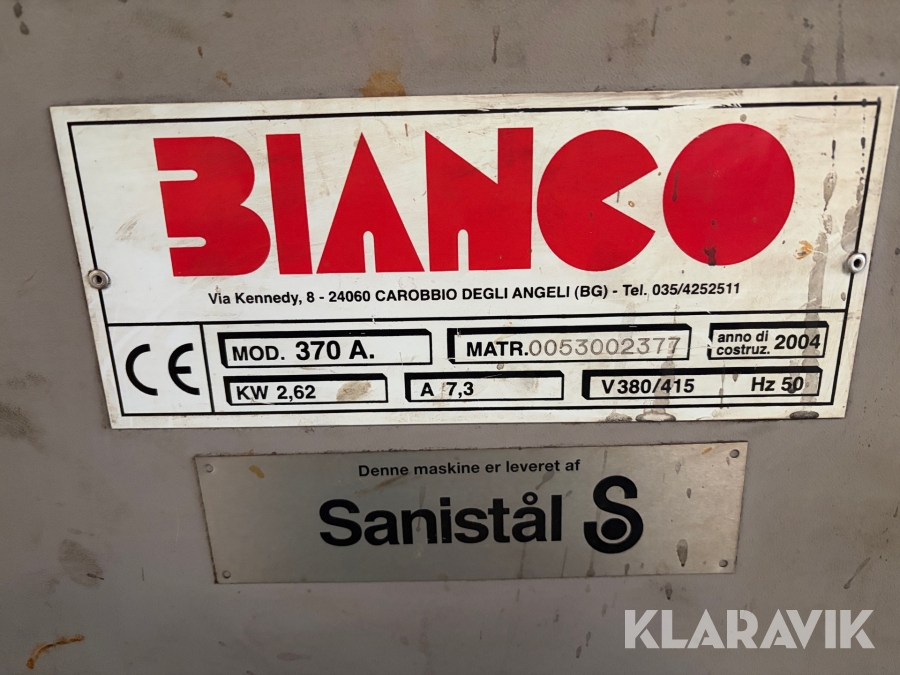 BIANCO
Via Kennedy, 8 - 24060 CAROBBIO DEGLI ANGELI (BG) - Tel. 035/4252511
CE
MOD. 370 A.
MATR. 0053002377
anno di
costruz. 2004
KW 2,62
A 7,3
V 380/415 Hz 50
Denne maskine er leveret af
Sanistål S
KLARAVIK